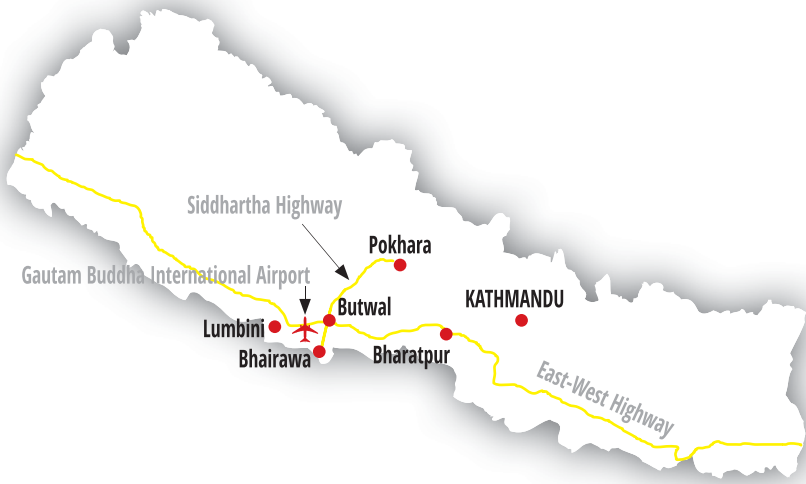 Siddhartha Highway
Pokhara
Gautam Buddha International Airport
KATHMANDU
Butwal
Lumbini
Bharatpur
Bhairawa
East-West Highway